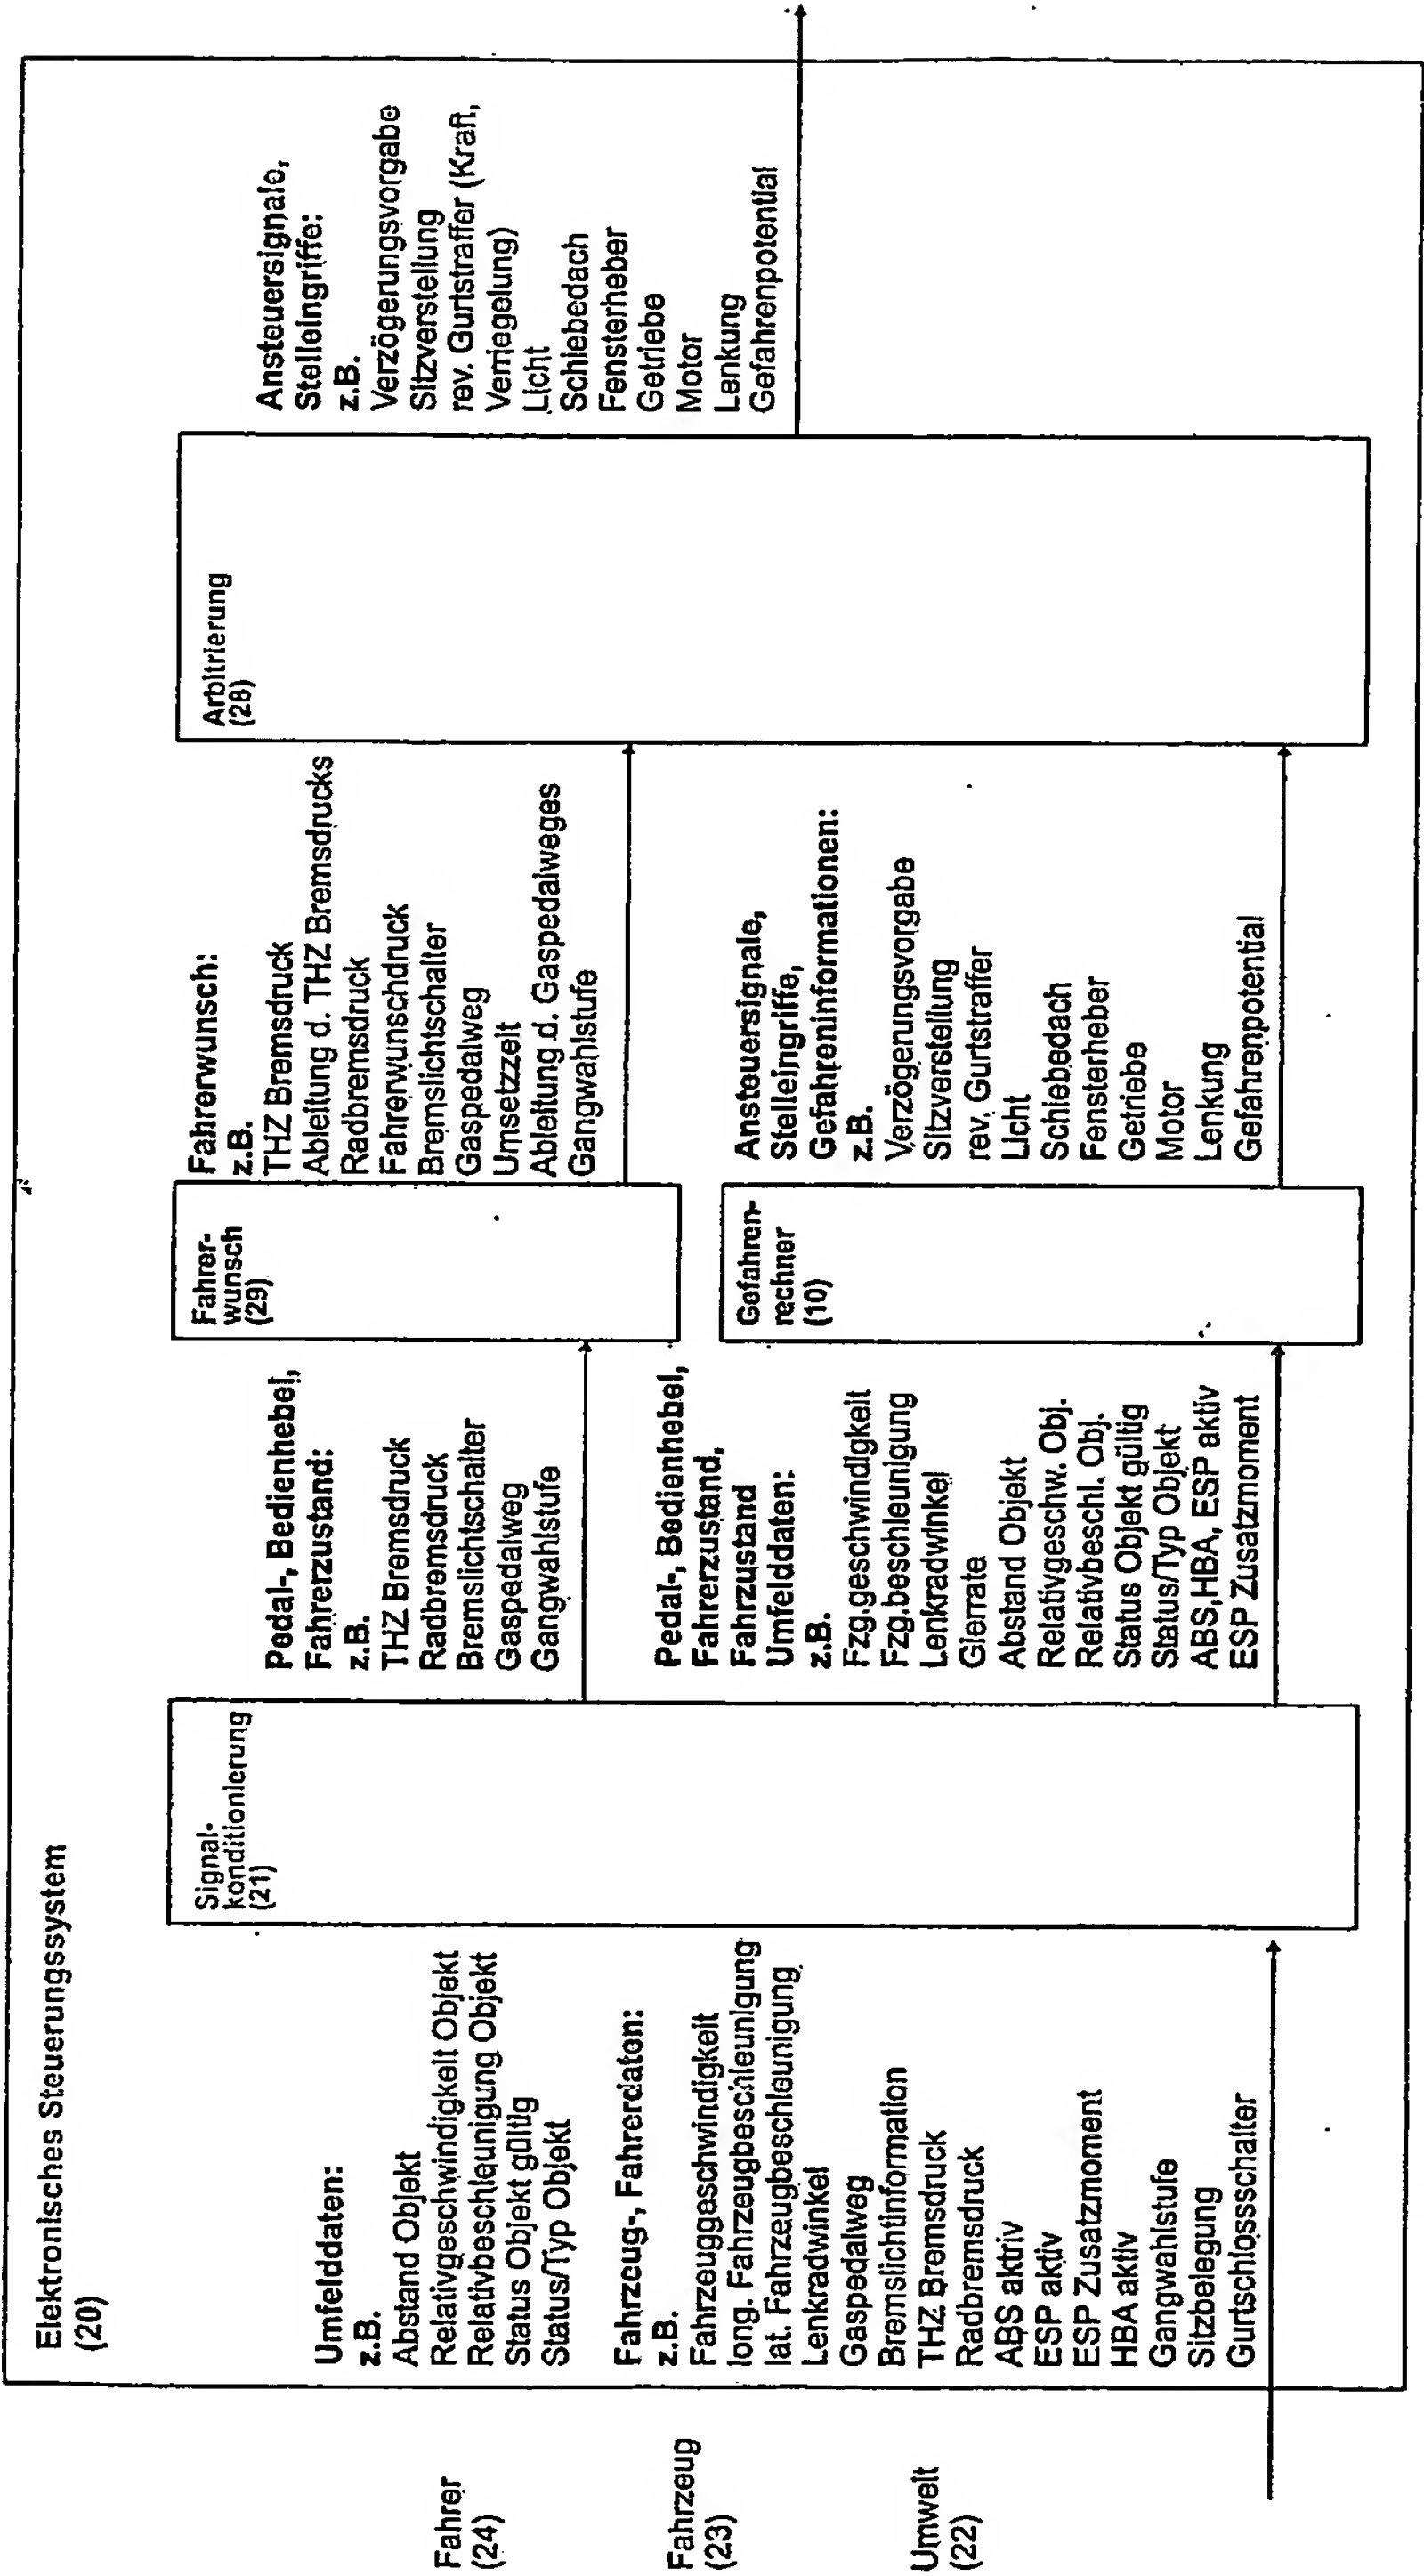 Elektronisches Steuerungssystem
(20)
Fahrer
(24)
Fahrzeug
(23)
Umwelt
(22)
Umfelddaten:
z.B.
Abstand Objekt
Relativgeschwindigkeit Objekt
Relativbeschleunigung Objekt
Status Objekt gültig
Status/Typ Objekt
Fahrzeug-, Fahrerdaten:
z.B.
Fahrzeuggeschwindigkeit
long. Fahrzeugbeschleunigung
lat. Fahrzeugbeschleunigung
Lenkradwinkel
Gaspedalweg
Bremslichtinformation
THZ Bremsdruck
Radbremsdruck
ABS aktriv
ESP aktiv
ESP Zusatzmoment
HBA aktiv
Gangwahlstufe
Sitzbelegung
Gurtschlossschalter
Signal-
konditionierung
(21)
Pedal-, Bedienhebel,
Fahrerzustand:
z.B.
THZ Bremsdruck
Radbremsdruck
Bremslichtschalter
Gaspedalweg
Gangwahlstufe
Pedal-, Bedienhebel,
Fahrerzustand,
Fahrzustand
Umfelddaten:
z.B.
Fzg.geschwindigkeit
Fzg.beschleunigung
Lenkradwinkel
Gierrate
Abstand Objekt
Relativgeschw. Obj.
Relativbeschl. Obj.
Status Objekt gültig
Status/Typ Objekt
ABS,HBA, ESP aktiv
ESP Zusatzmoment
Fahrer-
wunsch
(29)
Gefahren-
rechner
(10)
Fahrerwunsch:
z.B.
THZ Bremsdruck
Ableitung d. THZ Bremsdrucks
Radbremsdruck
Fahrerwunschdruck
Bremslichtschalter
Gaspedalweg
Umsetzzeit
Ableitung d. Gaspedalweges
Gangwahlstufe
Ansteuersignale,
Stelleingriffe,
Gefahreninformationen:
z.B.
Verzögerungsvorgabe
Sitzverstellung
rev. Gurtstraffer
Licht
Schiebedach
Fensterheber
Getriebe
Motor
Lenkung
Gefahrenpotential
Arbitrierung
(28)
Ansteuersignale,
Stelleingriffe:
z.B.
Verzögerungsvorgabe
Sitzverstellung
rev. Gurtstraffer (Kraft,
Verriegelung)
Licht
Schiebedach
Fensterheber
Getriebe
Motor
Lenkung
Gefahrenpotential